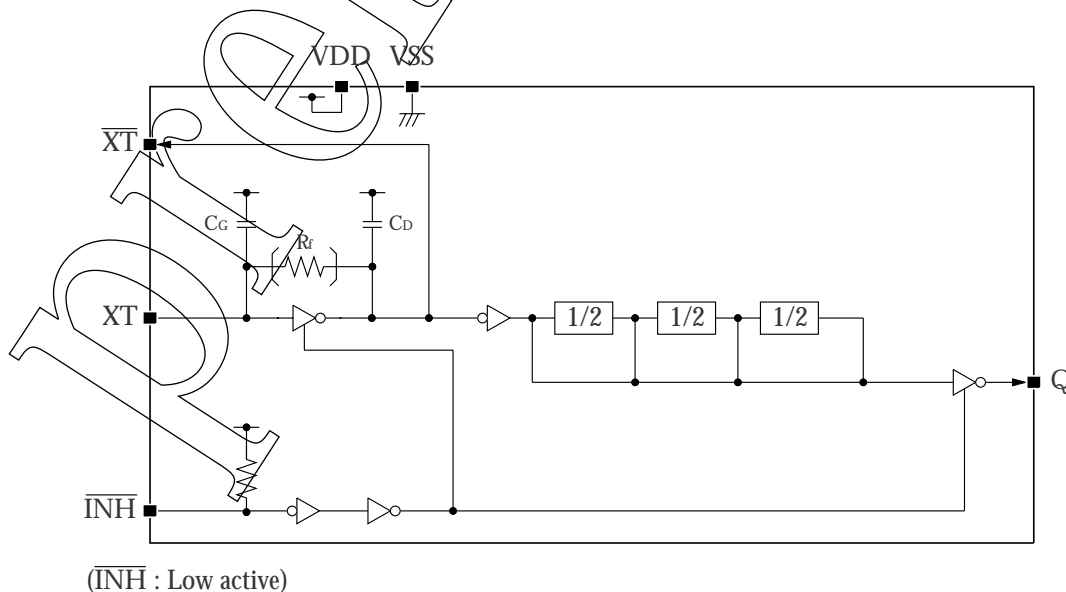 VDD VSS
XT
CG Rf CD
XT 1/2 1/2 1/2
Q
INH
(INH : Low active)